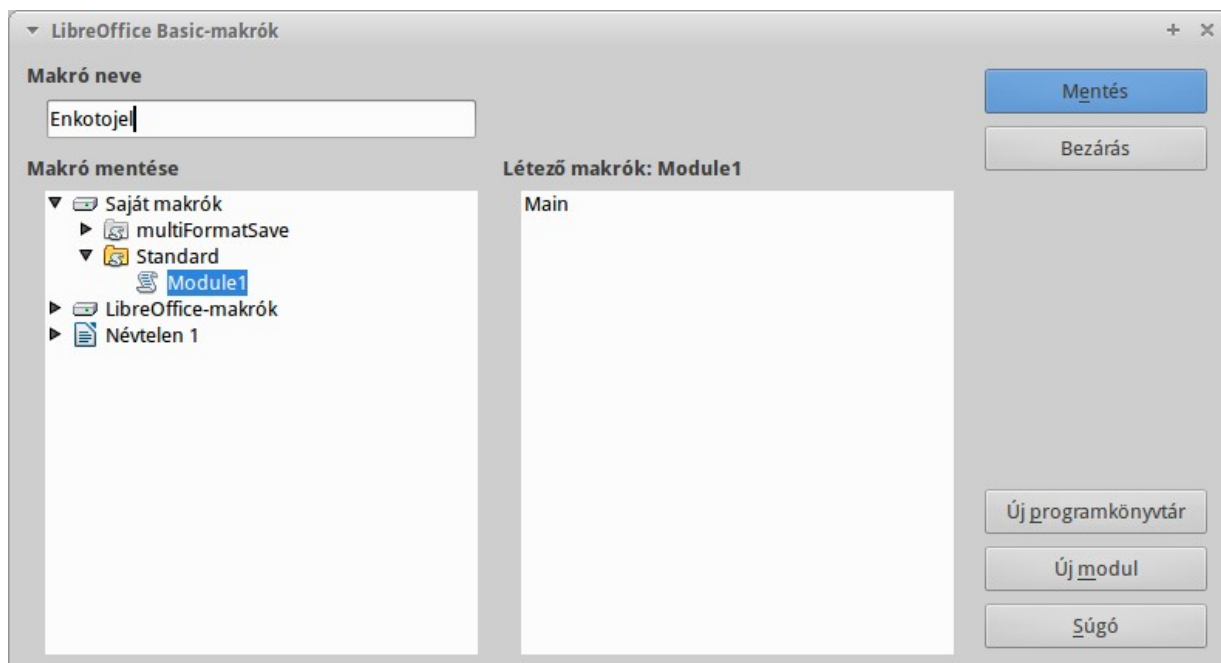 LibreOffice Basic-makrók
Makró neve
Enkotojel
Makró mentése
Saját makrók
multiFormatSave
Standard
Module1
LibreOffice-makrók
Névtelen 1
Létező makrók: Module1
Main
Mentés
Bezárás
Új programkönyvtár
Új modul
Súgó